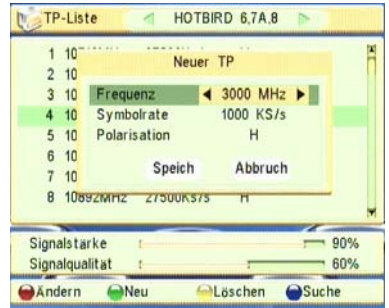 TP-Liste HOTBIRD 6,7A,8
Neuer TP
1 10
2 10
3 10 Frequenz 3000 MHz
4 10 Symbolrate 1000 KS/s
5 10 Polarisation H
6 10
7 10 Speich Abbruch
8 10892MHz 27500Ks/s H
Signalstärke 90%
Signalqualität 60%
Ändern Neu Löschen Suche